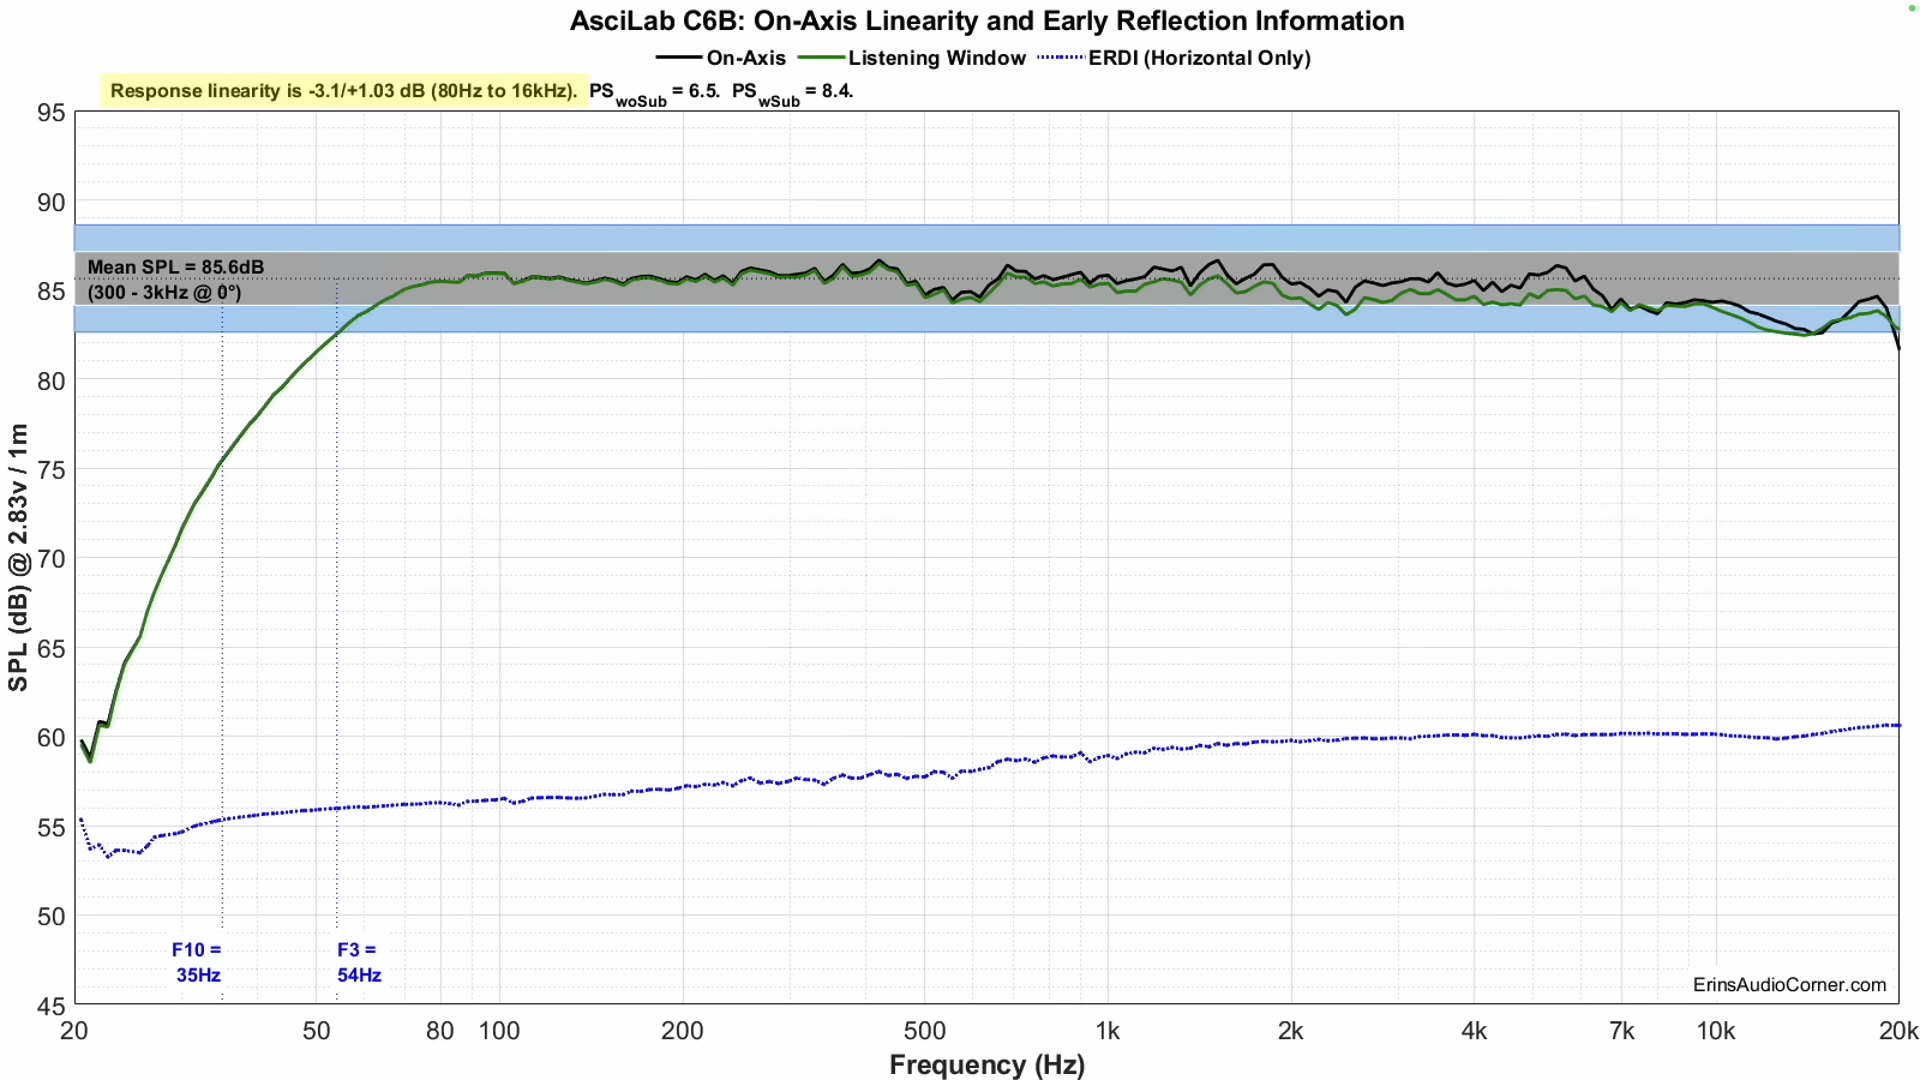 AsciLab C6B: On-Axis Linearity and Early Reflection Information
On-Axis Listening Window ERDI (Horizontal Only)
Response linearity is -3.1/+1.03 dB (80Hz to 16kHz). PSwoSub = 6.5. PSwSub = 8.4.
95
90
85
80
75
70
65
60
55
50
45
SPL (dB) @ 2.83v / 1m
Mean SPL = 85.6dB
(300 - 3kHz @ 0°)
F10 =
35Hz
F3 =
54Hz
ErinsAudioCorner.com
20 50 80 100 200 500 1k 2k 4k 7k 10k 20k
Frequency (Hz)